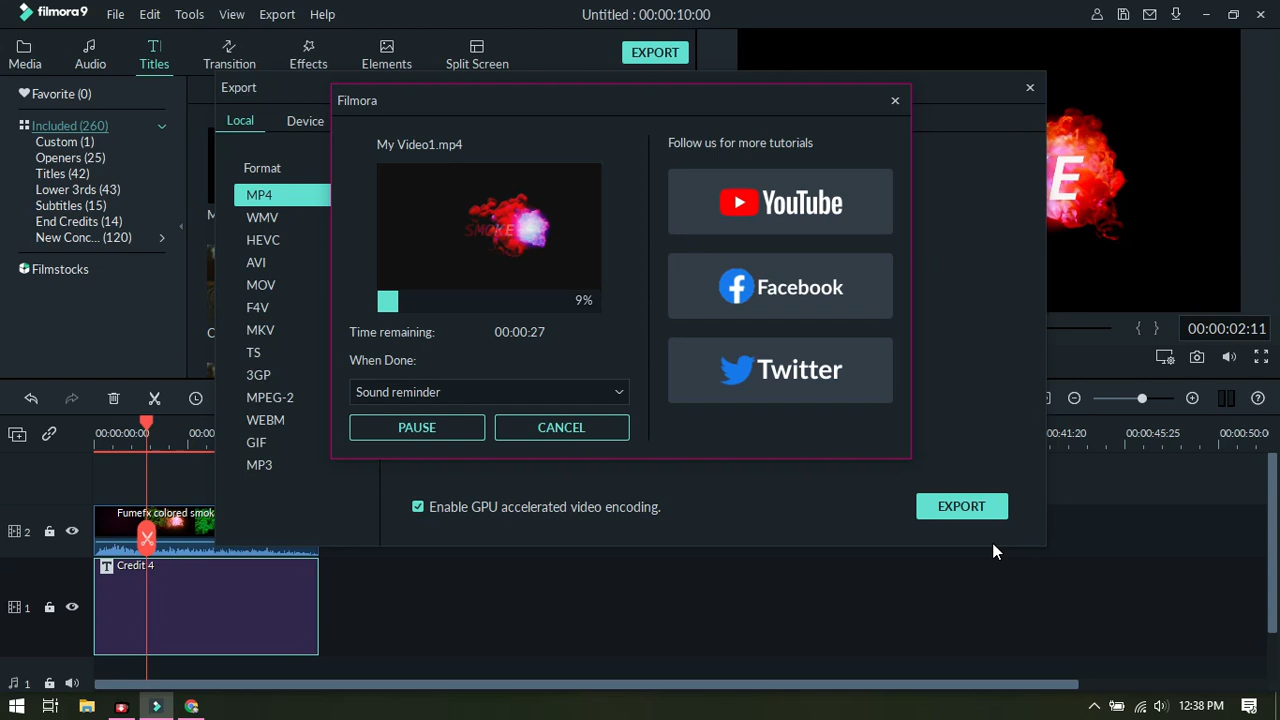 filmora9 File Edit Tools View Export Help Untitled : 00:00:10:00
Media Audio Titles Transition Effects Elements Split Screen EXPORT
Favorite (0)
Included (260)
Custom (1)
Openers (25)
Titles (42)
Lower 3rds (43)
Subtitles (15)
End Credits (14)
New Conc... (120)
Filmstocks
Export
Local Device
Format
MP4
WMV
HEVC
AVI
MOV
F4V
MKV
TS
3GP
MPEG-2
WEBM
GIF
MP3
Filmora
My Video1.mp4
SMOKE
9%
Time remaining: 00:00:27
When Done:
Sound reminder
PAUSE CANCEL
Follow us for more tutorials
YouTube
Facebook
Twitter
Enable GPU accelerated video encoding.
EXPORT
E
{ } 00:00:02:11
00:00:00:00 00:00 :41:20 00:00:45:25 00:00:50:0
2 Fumefx colored smok
1 T Credit 4
1
12:38 PM